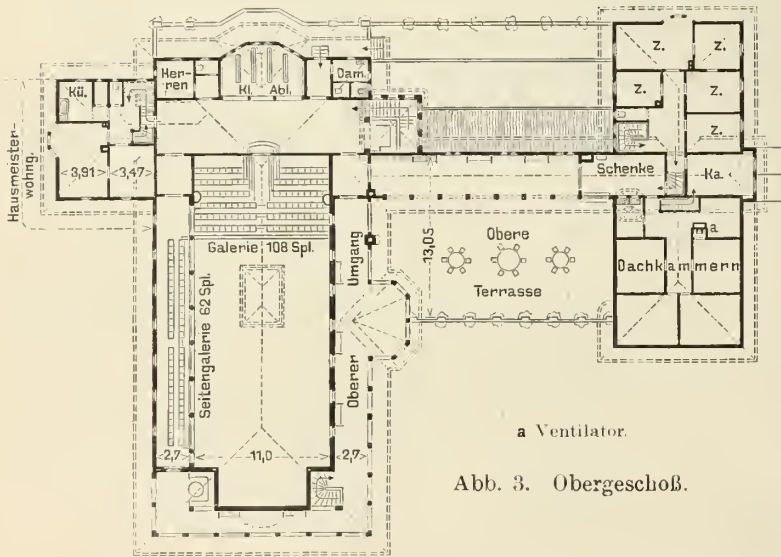 Her-
ren
Kl.
Abl.
Dam.
Kü.
Z.
Z.
Z.
Z.
Z.
Hausmeister-
wohng.
3,91
3,47
Schenke
Ka.
Galerie 108 Spl.
Seitengalerie 62 Spl.
Oberer Umgang
13,05
Obere
Terrasse
a
Dachkammern
2,7
11,0
2,7
a Ventilator.
Abb. 3. Obergeschoß.